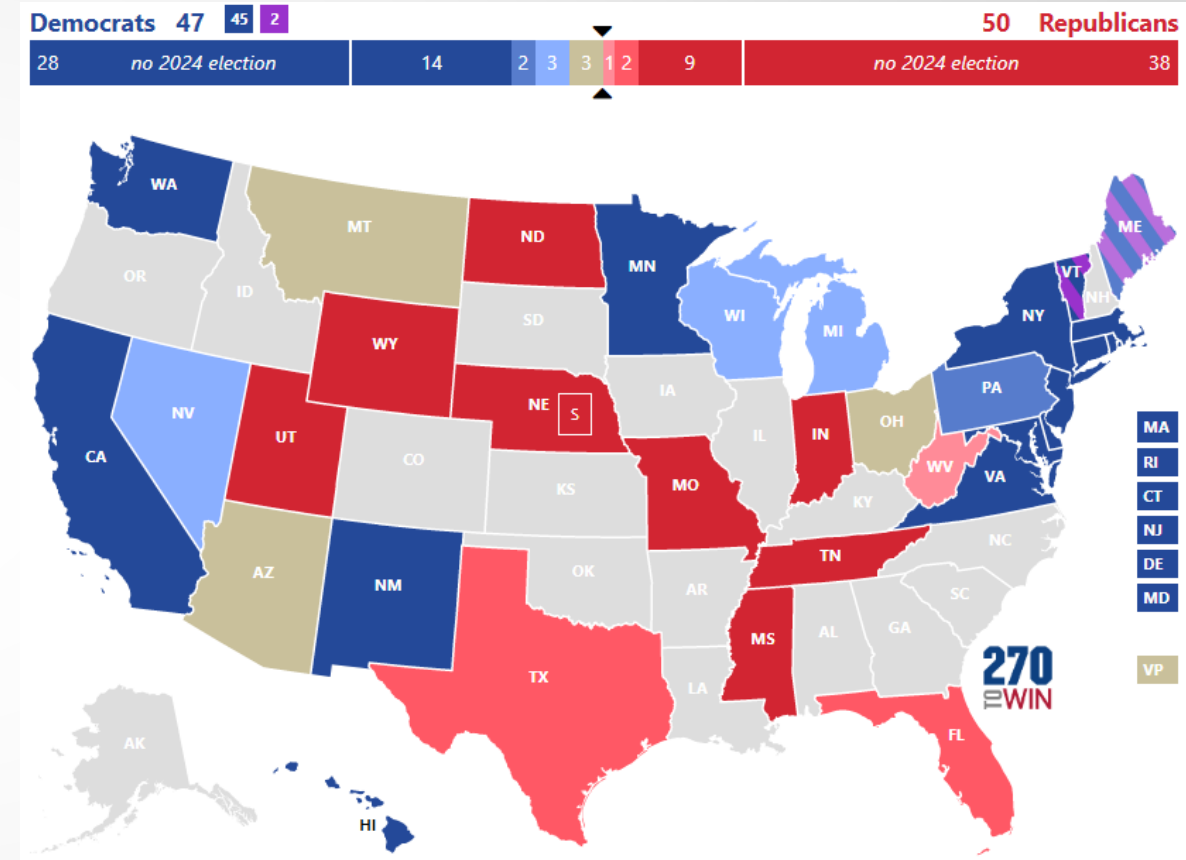 Democrats 47 45 2 50 Republicans
28 no 2024 election 14 2 3 3 1 2 9 no 2024 election 38
WA
MT
ND
MN
ME
OR
ID
SD
WI
MI
VT
NH
NY
WY
IA
PA
NV
NE S
IL
IN
OH
UT
CO
KS
MO
WV
VA
KY
CA
MA
RI
CT
NJ
DE
MD
AZ
NM
OK
AR
TN
NC
SC
MS
AL
GA
TX
LA
FL
270
TO WIN
VP
AK
HI